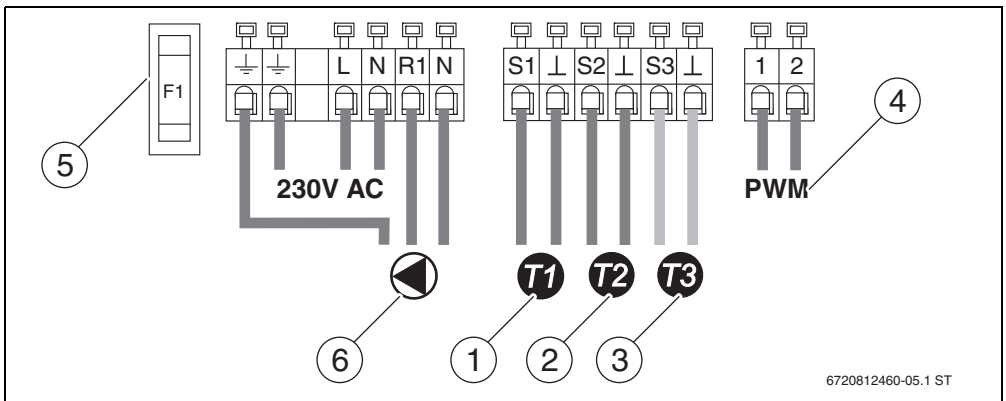 F1
⏚ ⏚ L N R1 N
S1 ⊥ S2 ⊥ S3 ⊥
1 2
230V AC
PWM
T1 T2 T3
5
4
6
1
2
3
6720812460-05.1 ST